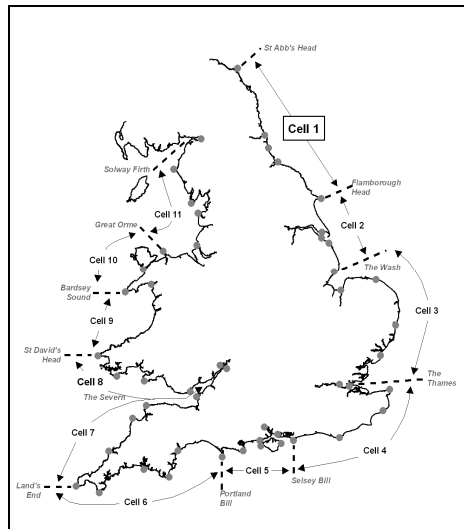 St Abb's Head
Cell 1
Solway Firth
Flamborough
Head
Cell 11
Great Orme
Cell 2
Cell 10
The Wash
Bardsey
Sound
Cell 9
Cell 3
St David's
Head
The
Thames
Cell 8
The Severn
Cell 7
Cell 4
Cell 5
Selsey Bill
Land's
End
Cell 6
Portland
Bill